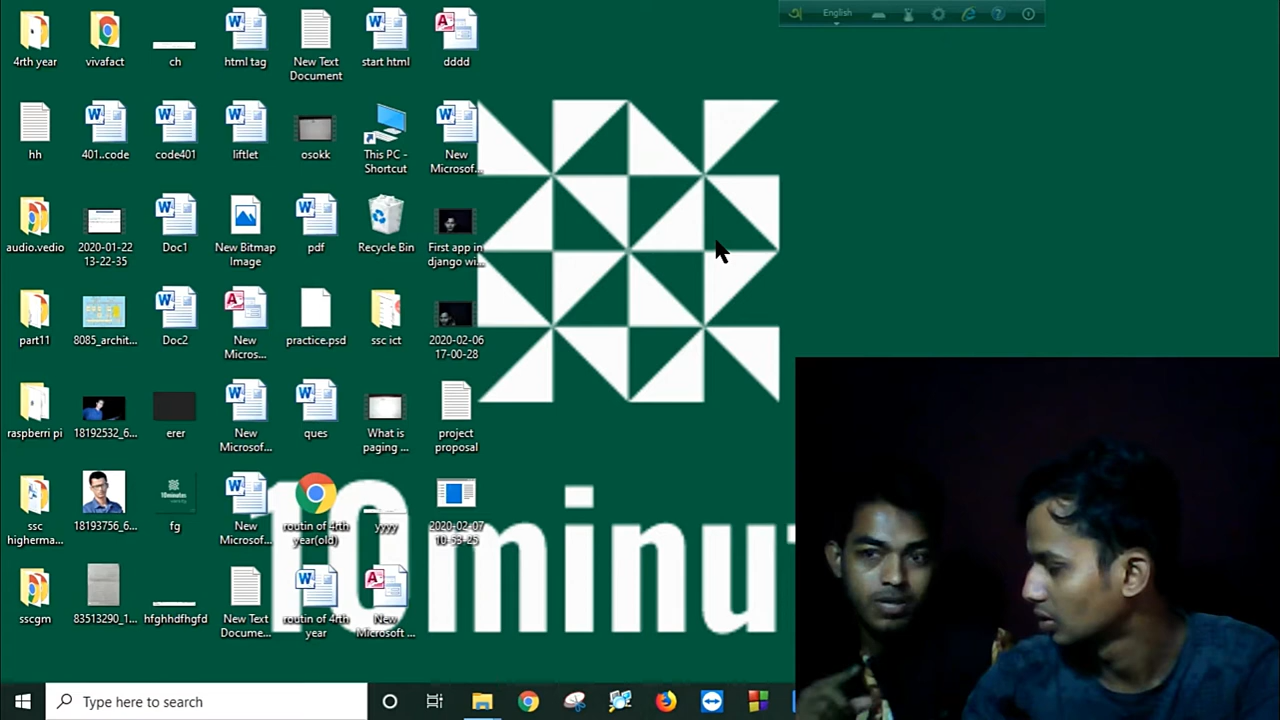 English
4rth year
vivafact
ch
html tag
New Text
Document
start html
dddd
hh
401..code
code401
liftlet
osokk
This PC -
Shortcut
New
Microsof...
audio.vedio
2020-01-22
13-22-35
Doc1
New Bitmap
Image
pdf
Recycle Bin
First app in
django wi...
part11
8085_archit...
Doc2
New
Micros...
practice.psd
ssc ict
2020-02-06
17-00-28
raspberri pi
18192532_6...
erer
New
Microsof...
ques
What is
paging ...
project
proposal
ssc
higherma...
18193756_6...
10minutes
fg
New
Microsof...
routin of 4rth
year(old)
yyyy
2020-02-07
10-53-25
sscgm
83513290_1...
hfghhdfhgfd
New Text
Docume...
routin of 4rth
year
New
Microsoft ...
10minu
Type here to search